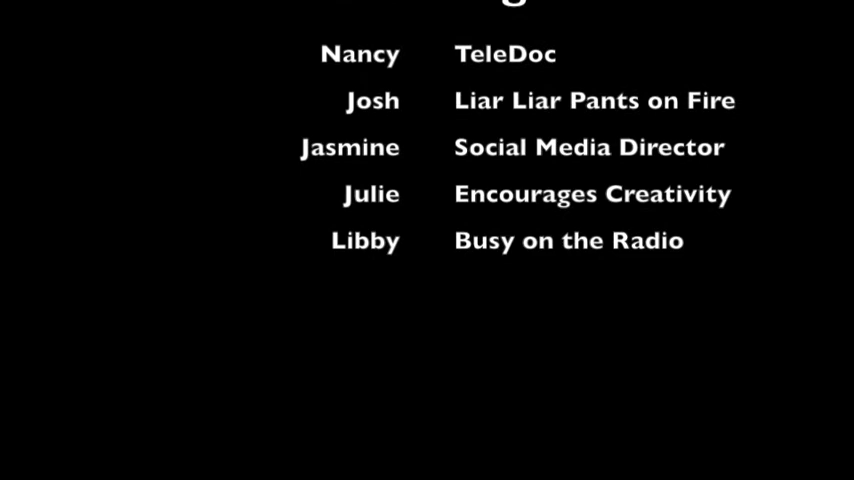 Nancy TeleDoc
Josh Liar Liar Pants on Fire
Jasmine Social Media Director
Julie Encourages Creativity
Libby Busy on the Radio